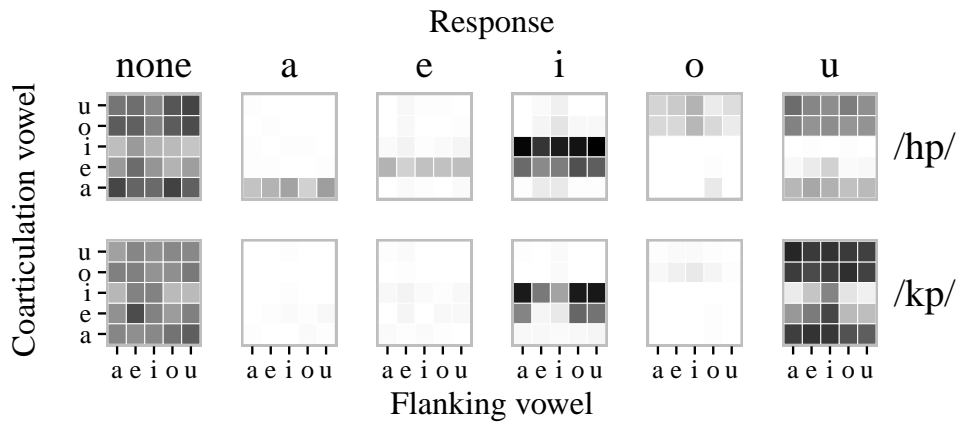 Response
none a e i o u
Coarticulation vowel
u
o
i
e
a
/hp/
u
o
i
e
a
/kp/
a e i o u a e i o u a e i o u a e i o u a e i o u a e i o u
Flanking vowel